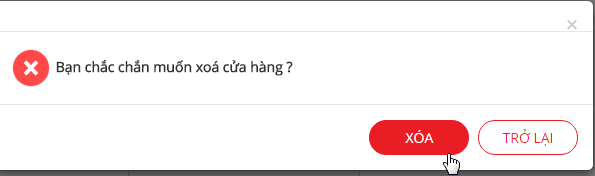 Bạn chắc chắn muốn xoá cửa hàng ?
XÓA
TRỞ LẠI